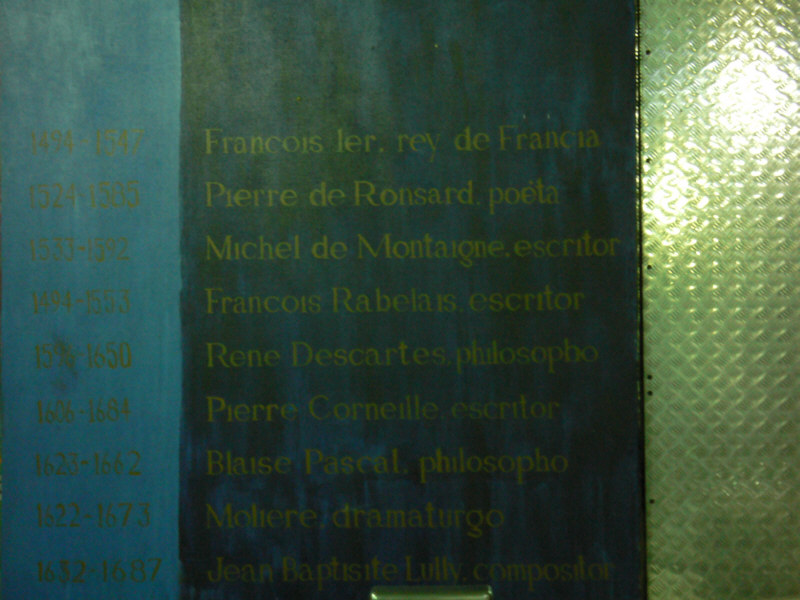 1494-1547 Francois Ier. rey de Francia
1524-1585 Pierre de Ronsard. poëta
1533-1592 Michel de Montaigne. escritor
1494-1553 Francois Rabelais. escritor
1596-1650 Rene Descartes. philosopho
1606-1684 Pierre Corneille. escritor
1623-1662 Blaise Pascal. philosopho
1622-1673 Moliere. dramaturgo
1632-1687 Jean Baptisite Lully. compositor